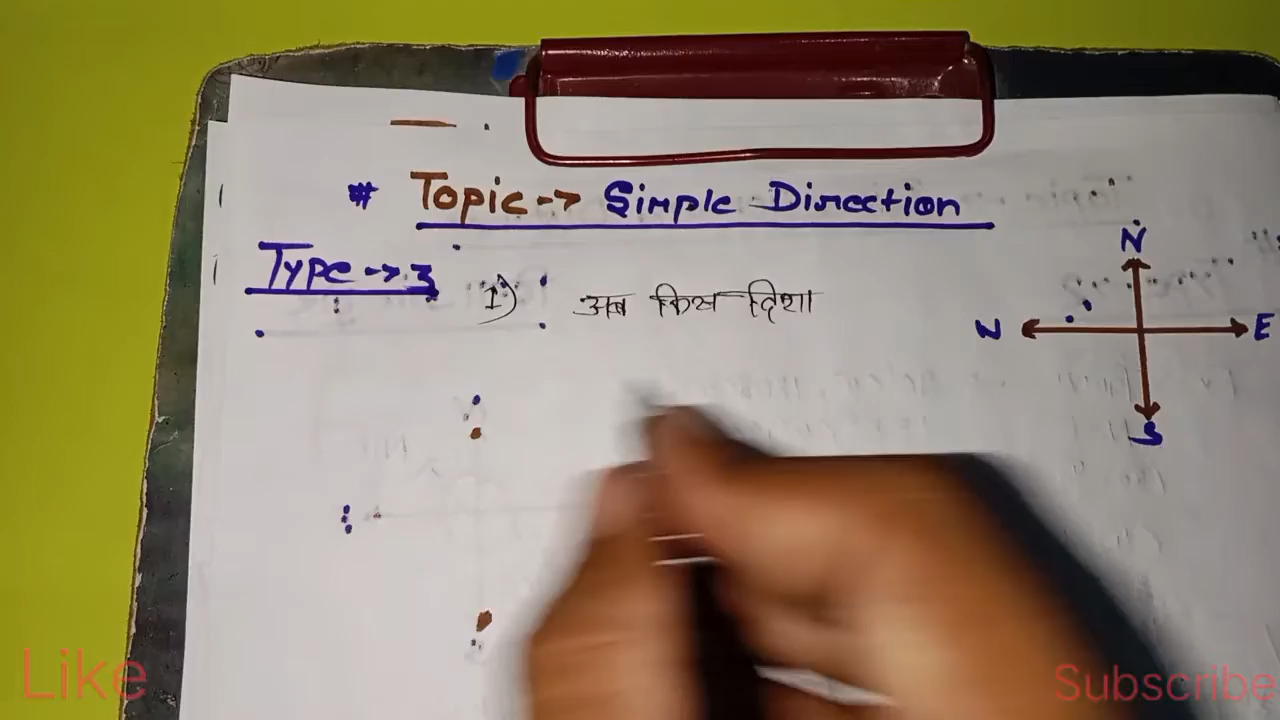 # Topic -> Simple Direction
Type -> 3
1) अब किस दिशा
N
W E
S
Like
Subscribe